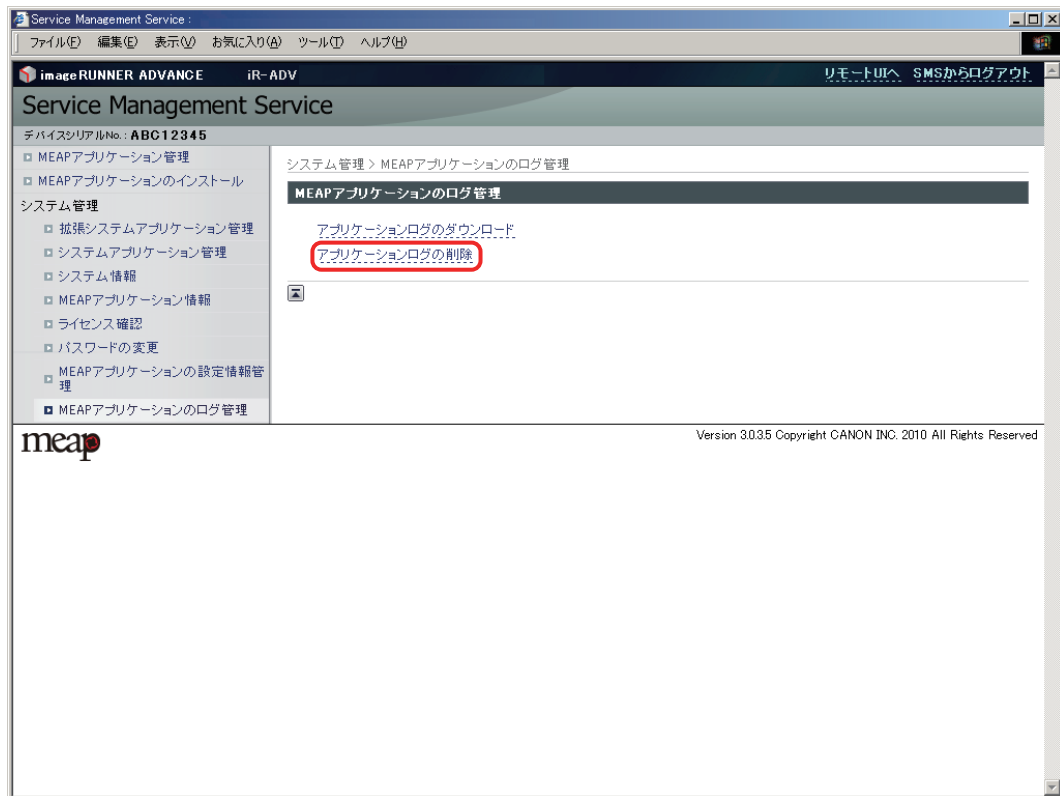 Service Management Service :
ファイル(F) 編集(E) 表示(V) お気に入り(A) ツール(T) ヘルプ(H)
imageRUNNER ADVANCE iR-ADV リモートUIへ SMSからログアウト
Service Management Service
デバイスシリアルNo.: ABC12345
MEAPアプリケーション管理
MEAPアプリケーションのインストール
システム管理
拡張システムアプリケーション管理
システムアプリケーション管理
システム情報
MEAPアプリケーション情報
ライセンス確認
パスワードの変更
MEAPアプリケーションの設定情報管
理
MEAPアプリケーションのログ管理
システム管理 > MEAPアプリケーションのログ管理
MEAPアプリケーションのログ管理
アプリケーションログのダウンロード
アプリケーションログの削除
meap
Version 3.0.3.5 Copyright CANON INC. 2010 All Rights Reserved